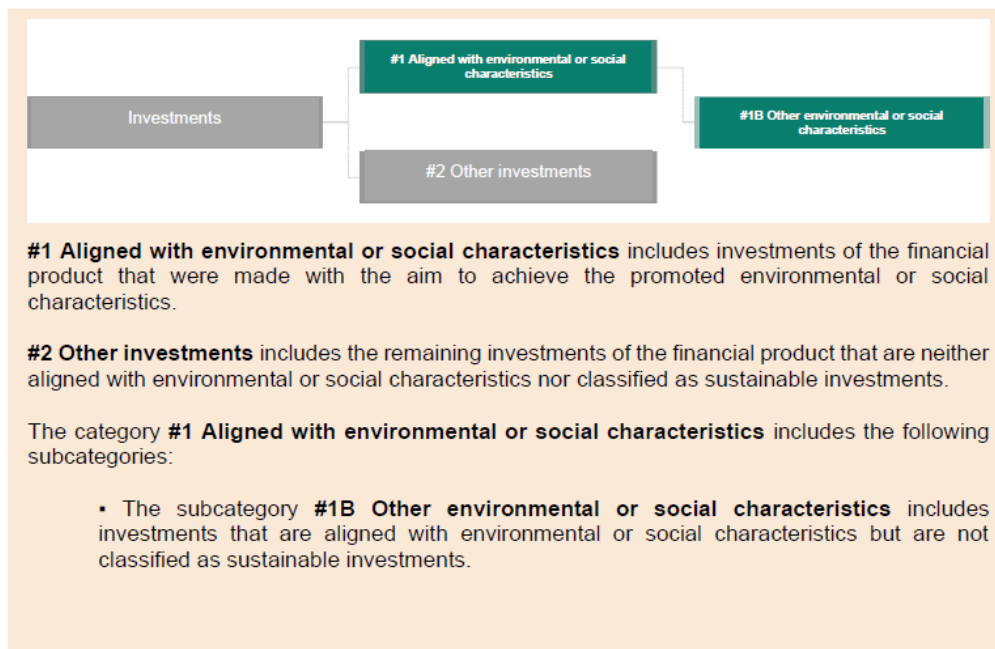 #1 Aligned with environmental or social
characteristics
Investments
#1B Other environmental or social
characteristics
#2 Other investments
#1 Aligned with environmental or social characteristics includes investments of the financial
product that were made with the aim to achieve the promoted environmental or social
characteristics.
#2 Other investments includes the remaining investments of the financial product that are neither
aligned with environmental or social characteristics nor classified as sustainable investments.
The category #1 Aligned with environmental or social characteristics includes the following
subcategories:
▪ The subcategory #1B Other environmental or social characteristics includes
investments that are aligned with environmental or social characteristics but are not
classified as sustainable investments.